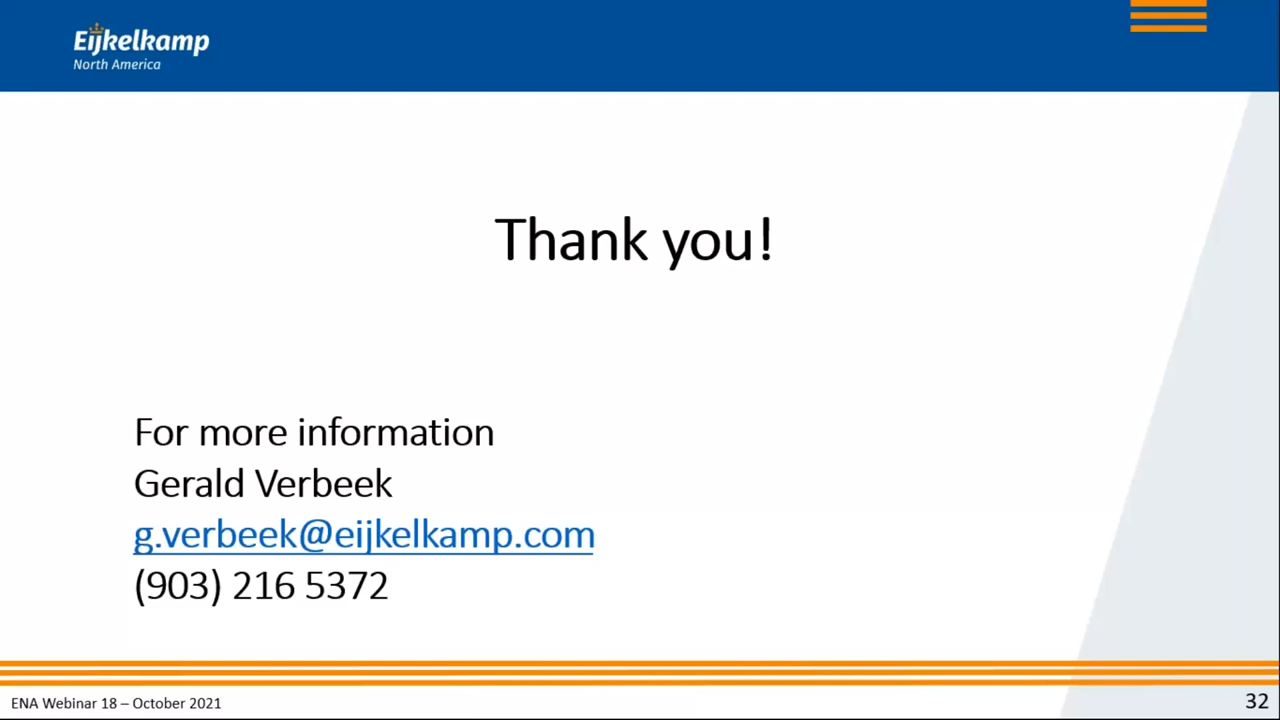 Eijkelkamp
North America
Thank you!
For more information
Gerald Verbeek
g.verbeek@eijkelkamp.com
(903) 216 5372
ENA Webinar 18 – October 2021
32